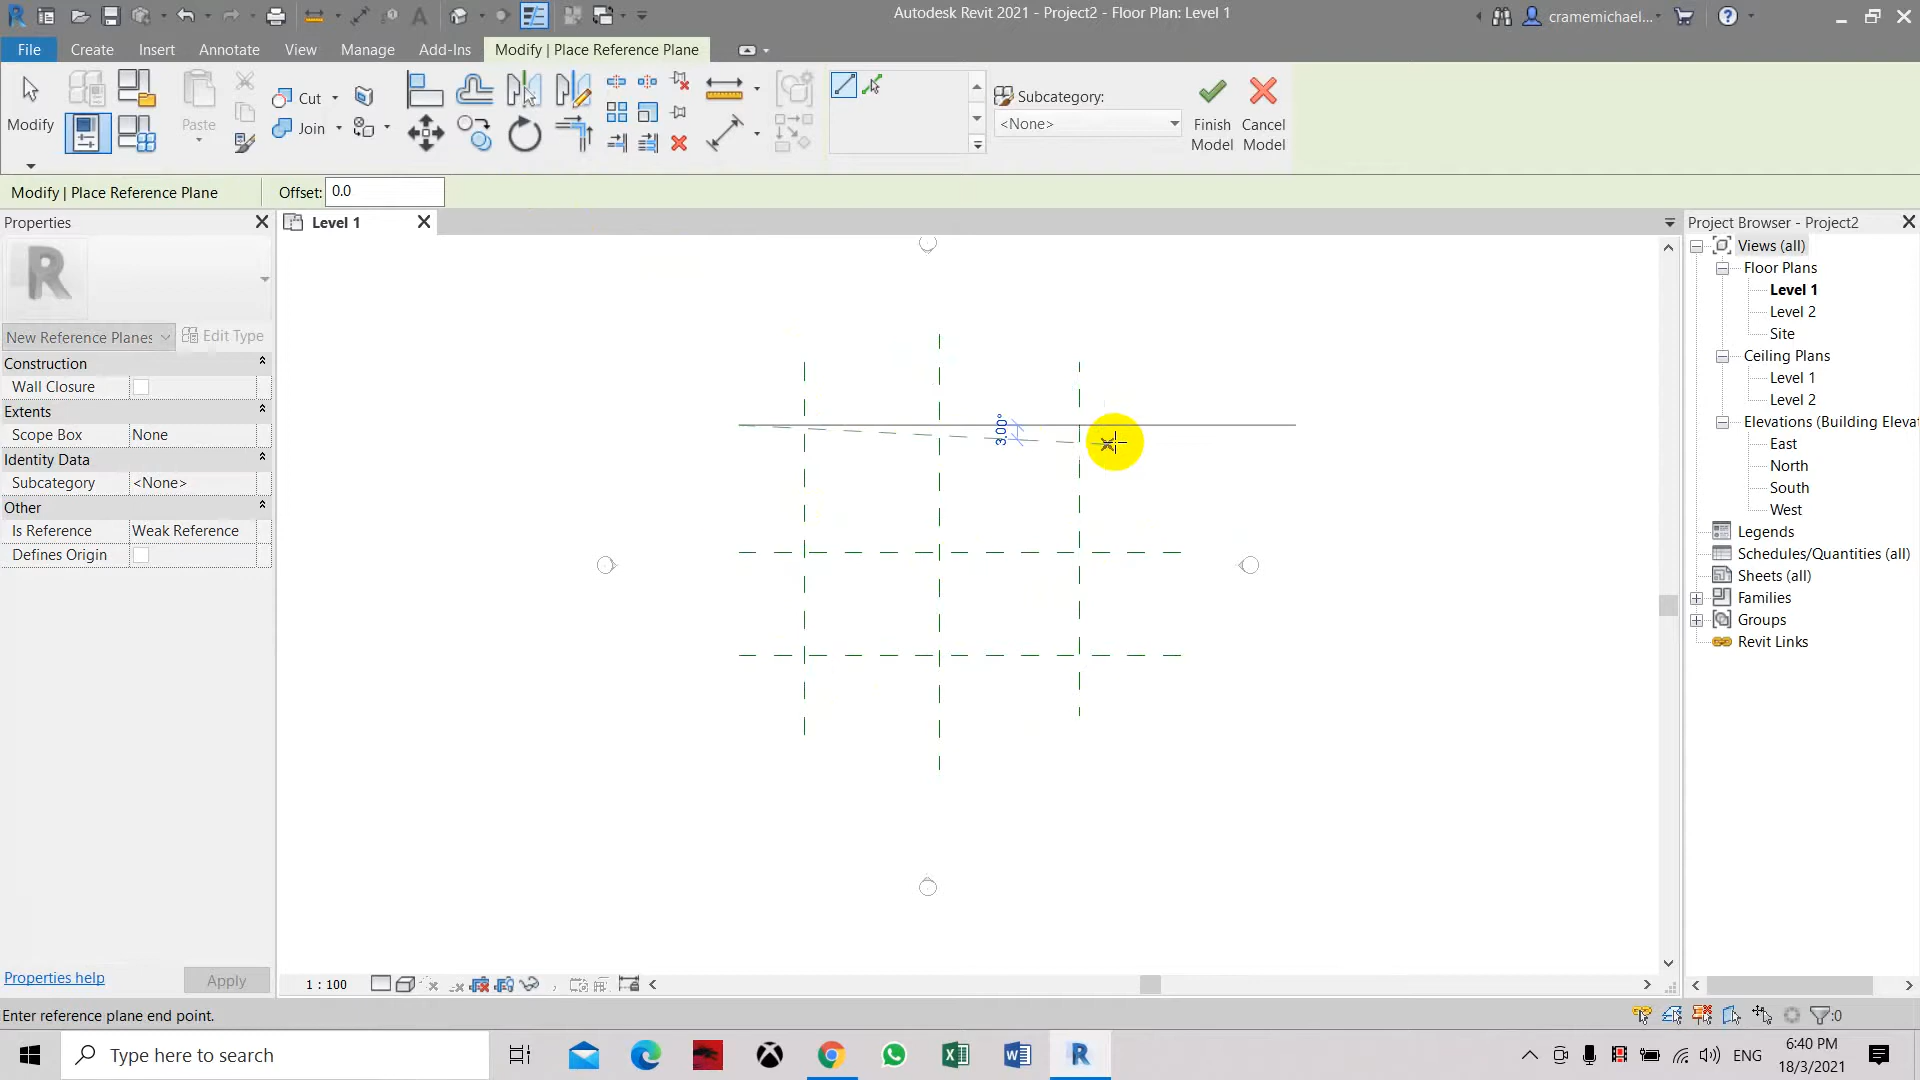 Autodesk Revit 2021 - Project2 - Floor Plan: Level 1
cramemichael...
File Create Insert Annotate View Manage Add-Ins Modify | Place Reference Plane
Modify
Paste
Cut
Join
Subcategory:
<None>
Finish Model
Cancel Model
Modify | Place Reference Plane
Offset: 0.0
Properties
Level 1
Project Browser - Project2
New Reference Planes
Edit Type
Construction
Wall Closure
Extents
Scope Box None
Identity Data
Subcategory <None>
Other
Is Reference Weak Reference
Defines Origin
Properties help
Apply
3.00°
Views (all)
Floor Plans
Level 1
Level 2
Site
Ceiling Plans
Level 1
Level 2
Elevations (Building Eleva
East
North
South
West
Legends
Schedules/Quantities (all)
Sheets (all)
Families
Groups
Revit Links
1 : 100
Enter reference plane end point.
:0
Type here to search
ENG
6:40 PM
18/3/2021